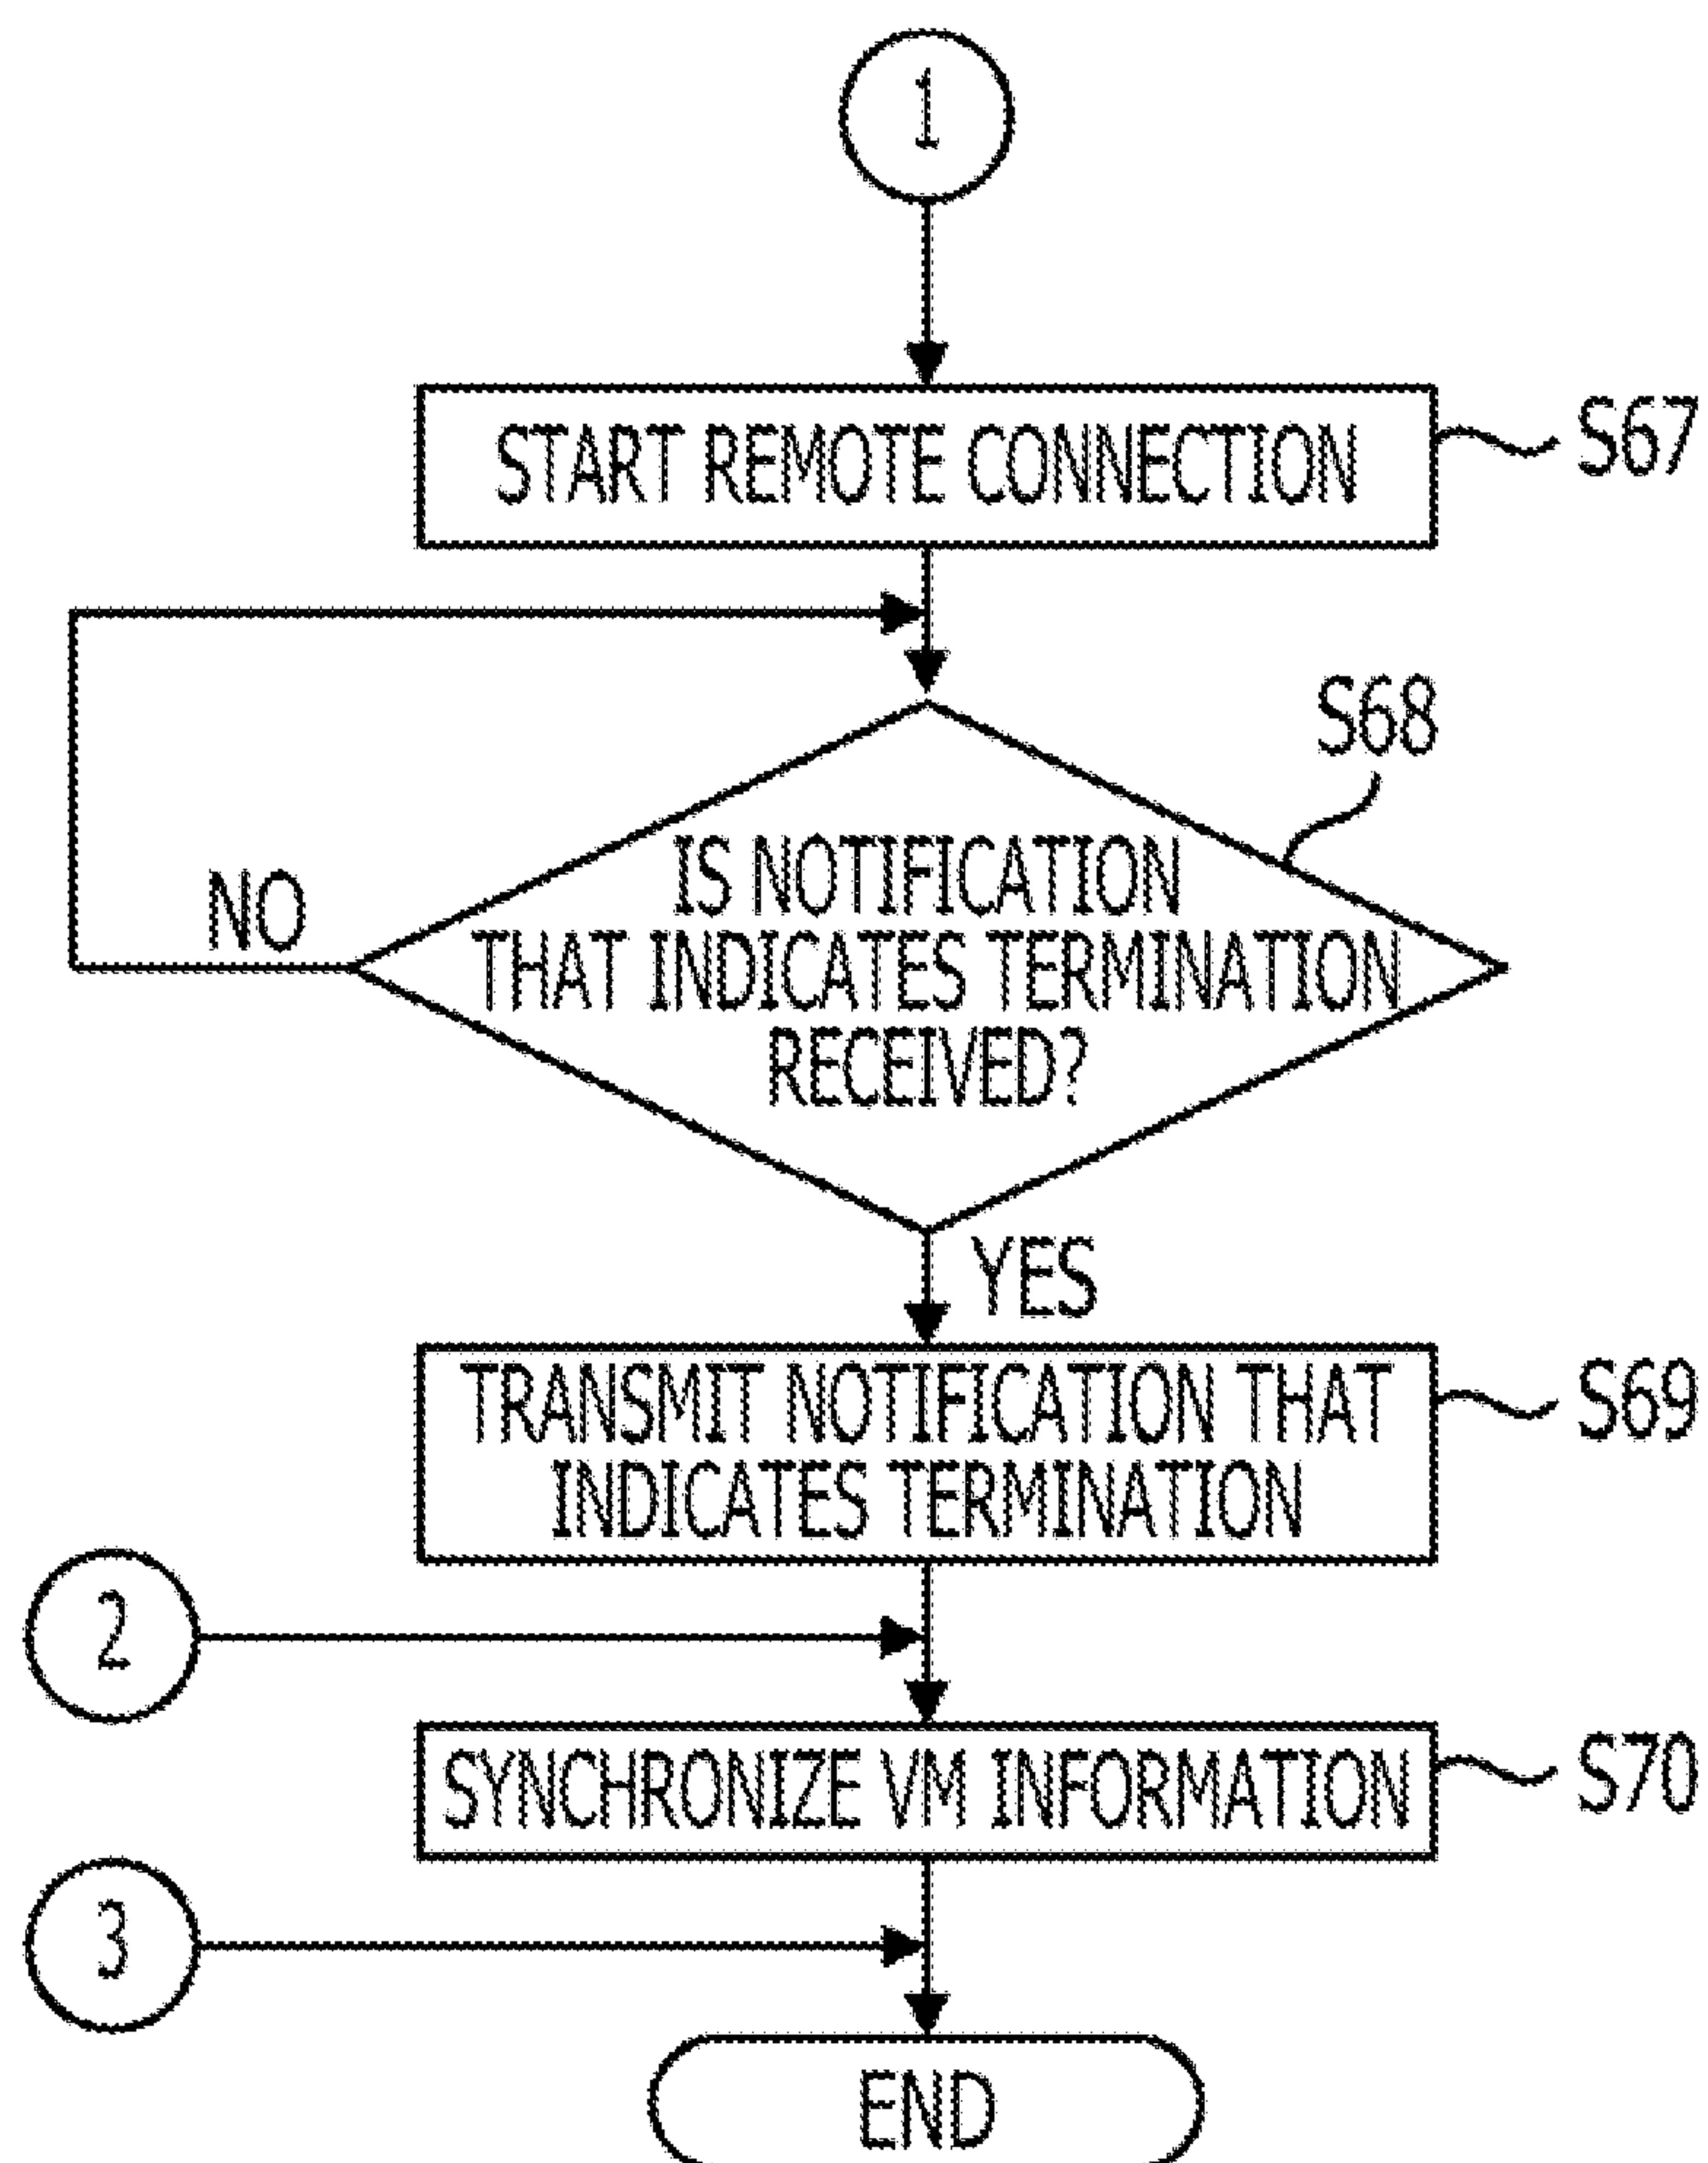 1
START REMOTE CONNECTION
S67
S68
IS NOTIFICATION
THAT INDICATES TERMINATION
RECEIVED?
NO
YES
TRANSMIT NOTIFICATION THAT
INDICATES TERMINATION
S69
2
SYNCHRONIZE VM INFORMATION
S70
3
END